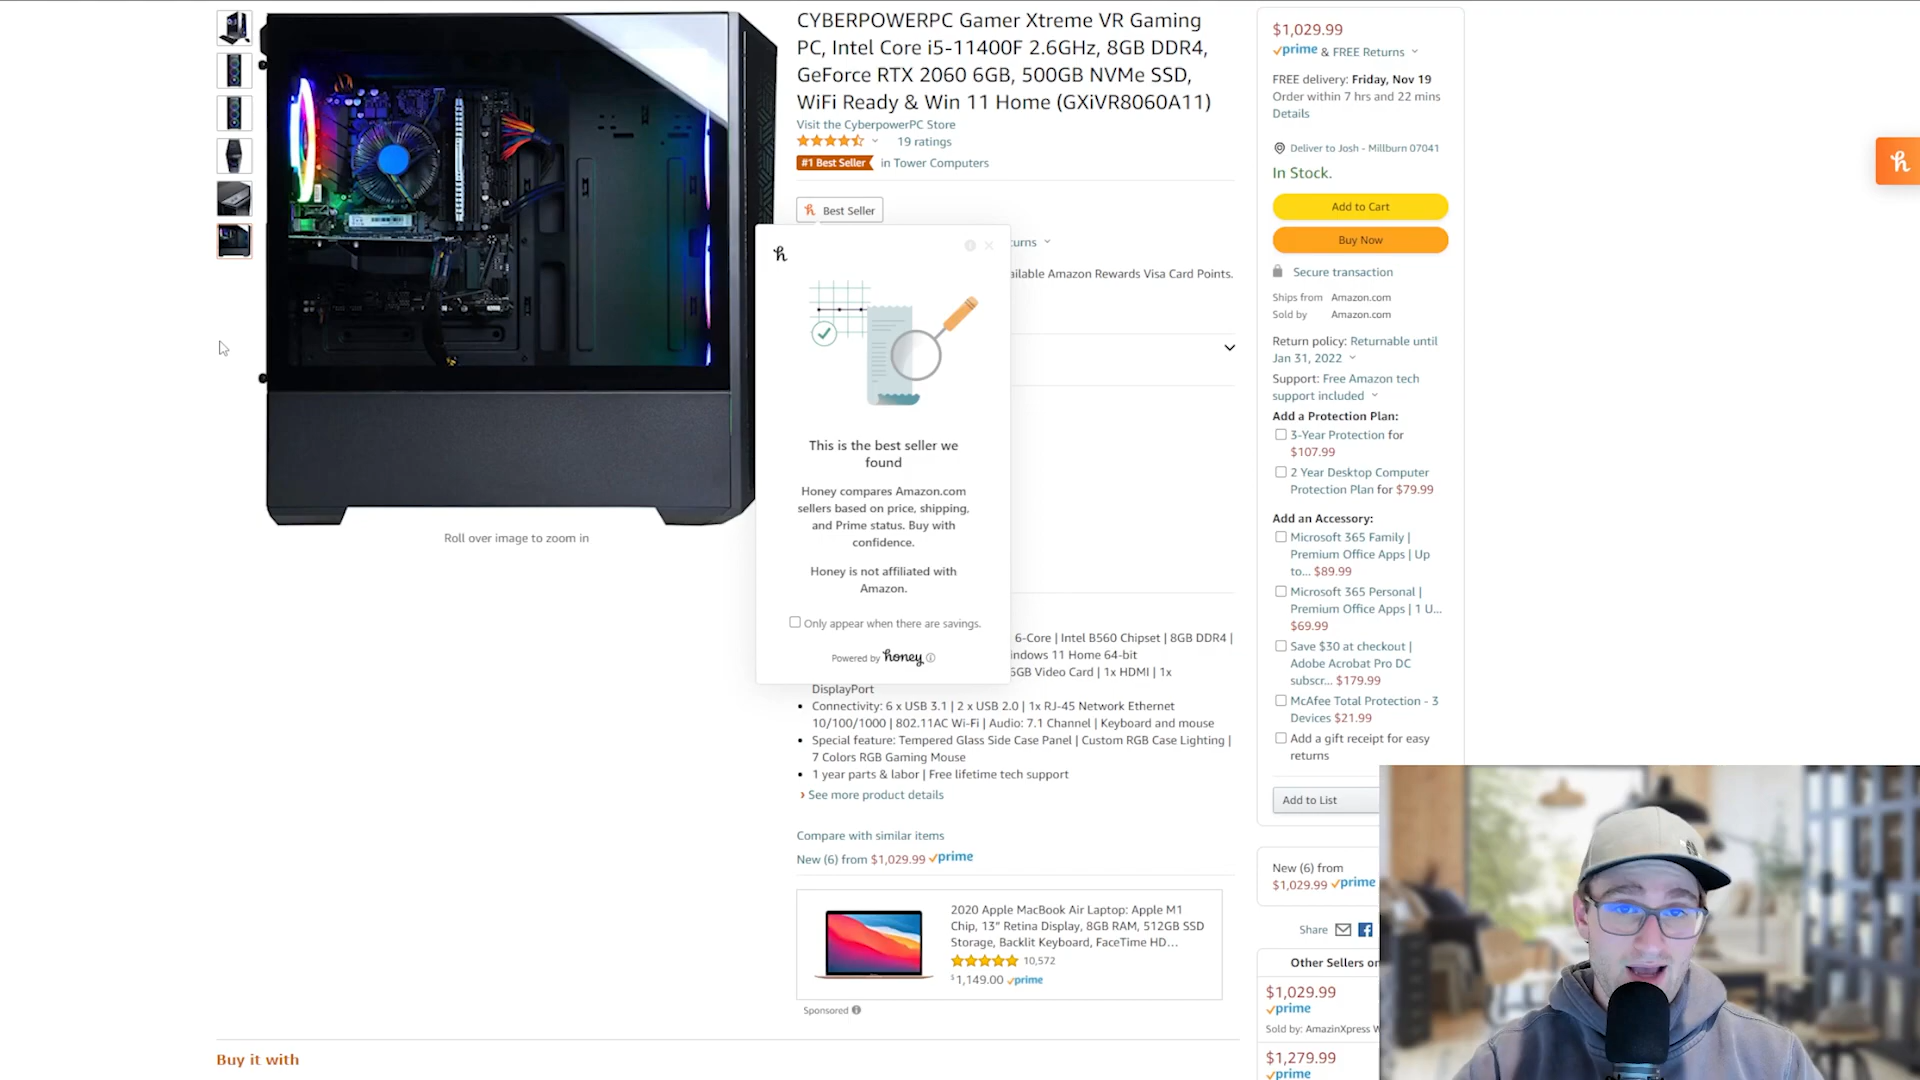 CYBERPOWERPC Gamer Xtreme VR Gaming
PC, Intel Core i5-11400F 2.6GHz, 8GB DDR4,
GeForce RTX 2060 6GB, 500GB NVMe SSD,
WiFi Ready & Win 11 Home (GXiVR8060A11)
Visit the CyberpowerPC Store
19 ratings
#1 Best Seller in Tower Computers
Best Seller
urns
ailable Amazon Rewards Visa Card Points.
This is the best seller we
found
Honey compares Amazon.com
sellers based on price, shipping,
and Prime status. Buy with
confidence.
Honey is not affiliated with
Amazon.
Only appear when there are savings.
Powered by honey
6-Core | Intel B560 Chipset | 8GB DDR4 |
indows 11 Home 64-bit
6GB Video Card | 1x HDMI | 1x
DisplayPort
Connectivity: 6 x USB 3.1 | 2 x USB 2.0 | 1x RJ-45 Network Ethernet
10/100/1000 | 802.11AC Wi-Fi | Audio: 7.1 Channel | Keyboard and mouse
Special feature: Tempered Glass Side Case Panel | Custom RGB Case Lighting |
7 Colors RGB Gaming Mouse
1 year parts & labor | Free lifetime tech support
› See more product details
Compare with similar items
New (6) from $1,029.99 prime
2020 Apple MacBook Air Laptop: Apple M1
Chip, 13" Retina Display, 8GB RAM, 512GB SSD
Storage, Backlit Keyboard, FaceTime HD...
10,572
$1,149.00 prime
Sponsored
Roll over image to zoom in
Buy it with
$1,029.99
prime & FREE Returns
FREE delivery: Friday, Nov 19
Order within 7 hrs and 22 mins
Details
Deliver to Josh - Millburn 07041
In Stock.
Add to Cart
Buy Now
Secure transaction
Ships from Amazon.com
Sold by Amazon.com
Return policy: Returnable until
Jan 31, 2022
Support: Free Amazon tech
support included
Add a Protection Plan:
3-Year Protection for
$107.99
2 Year Desktop Computer
Protection Plan for $79.99
Add an Accessory:
Microsoft 365 Family |
Premium Office Apps | Up
to... $89.99
Microsoft 365 Personal |
Premium Office Apps | 1 U...
$69.99
Save $30 at checkout |
Adobe Acrobat Pro DC
subscr... $179.99
McAfee Total Protection - 3
Devices $21.99
Add a gift receipt for easy
returns
Add to List
New (6) from
$1,029.99 prime
Share
Other Sellers on
$1,029.99
prime
Sold by: AmazinXpress W
$1,279.99
prime